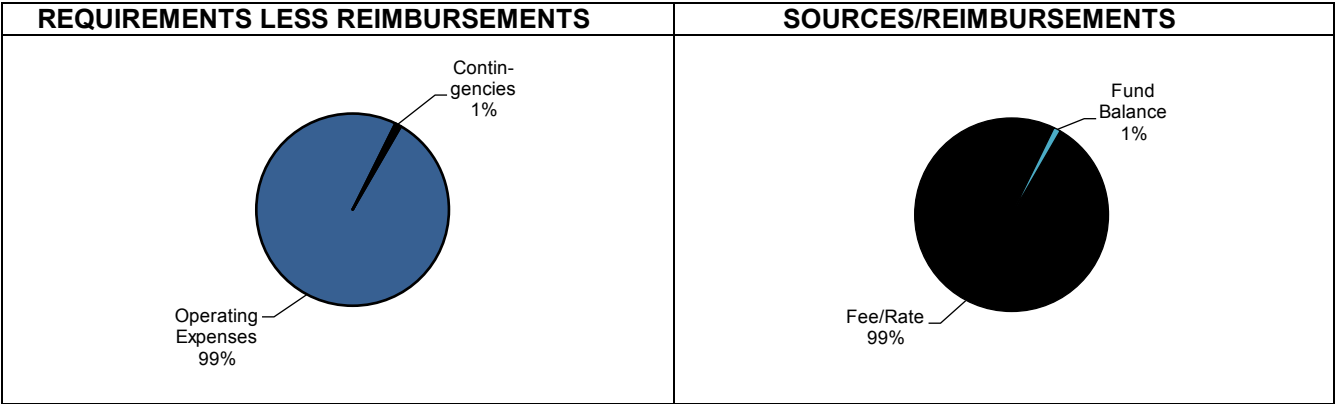 REQUIREMENTS LESS REIMBURSEMENTS
SOURCES/REIMBURSEMENTS
Contin-
gencies
1%
Operating
Expenses
99%
Fund
Balance
1%
Fee/Rate
99%